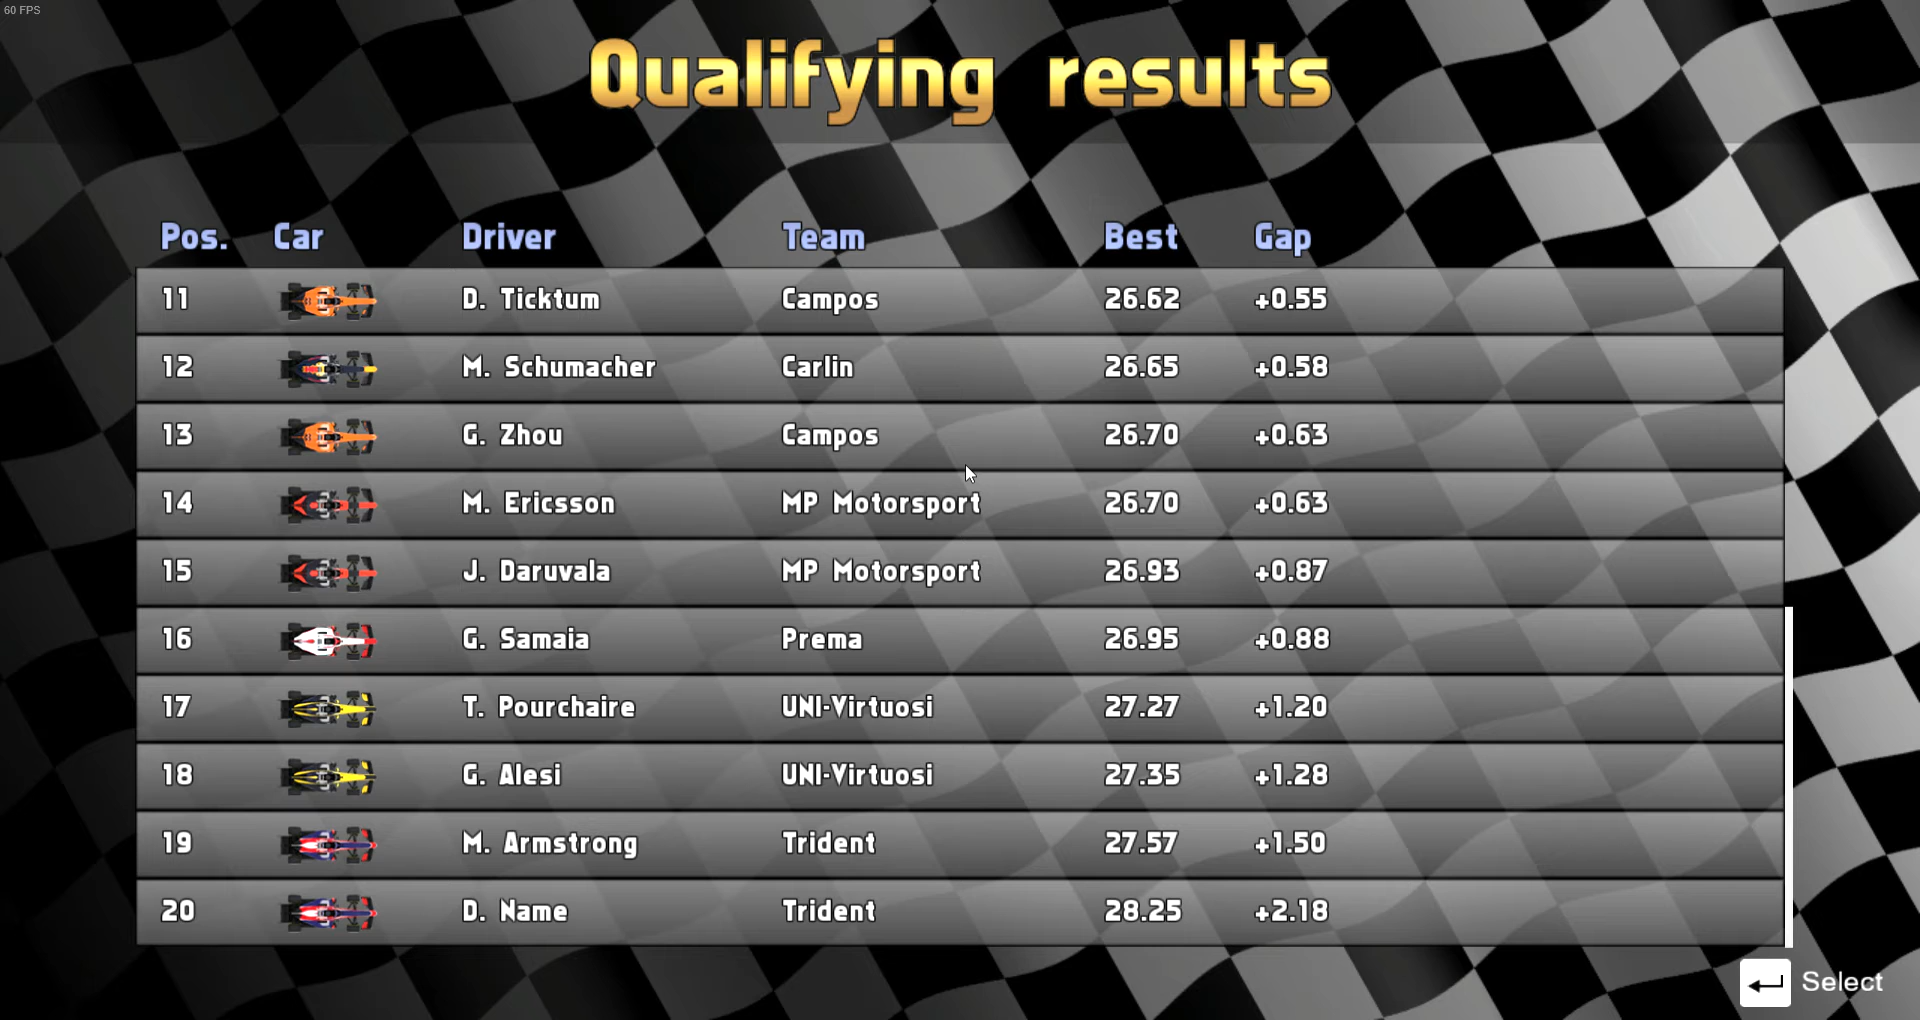 60 FPS
Qualifying results
Pos. Car Driver Team Best Gap
11 D. Ticktum Campos 26.62 +0.55
12 M. Schumacher Carlin 26.65 +0.58
13 G. Zhou Campos 26.70 +0.63
14 M. Ericsson MP Motorsport 26.70 +0.63
15 J. Daruvala MP Motorsport 26.93 +0.87
16 G. Samaia Prema 26.95 +0.88
17 T. Pourchaire UNI-Virtuosi 27.27 +1.20
18 G. Alesi UNI-Virtuosi 27.35 +1.28
19 M. Armstrong Trident 27.57 +1.50
20 D. Name Trident 28.25 +2.18
Select